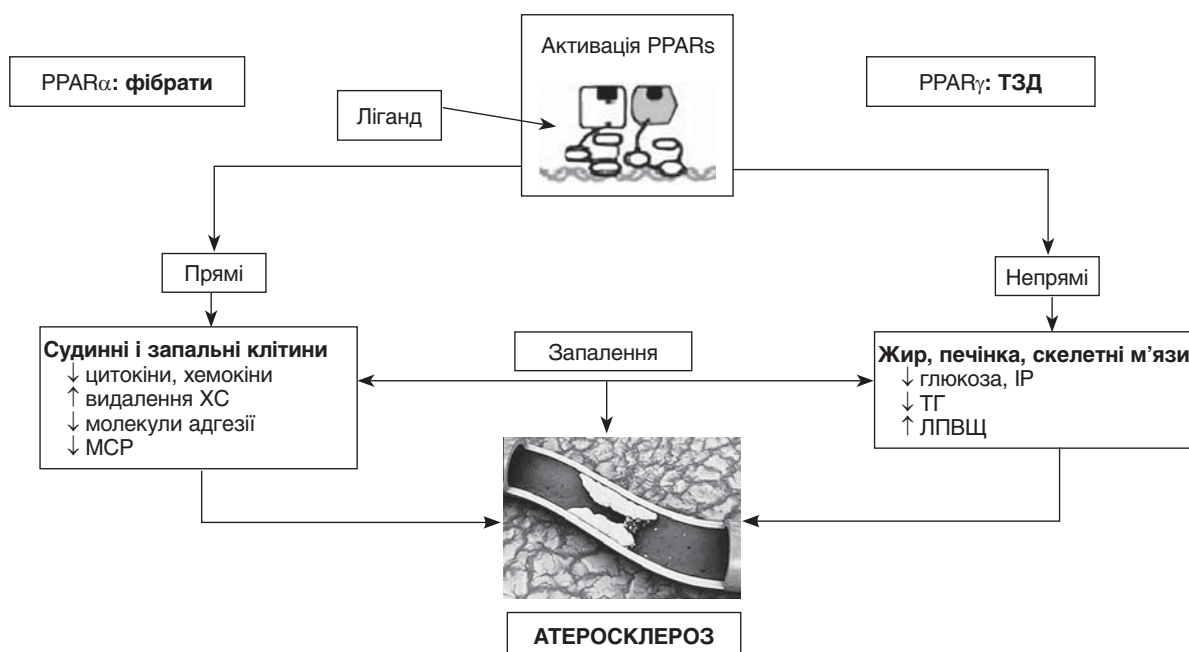 Активація PPARs
PPARα: фібрати
PPARγ: ТЗД
Ліганд
Прямі
Непрямі
Судинні і запальні клітини
↓ цитокіни, хемокіни
↑ видалення ХС
↓ молекули адгезії
↓ МСР
Запалення
Жир, печінка, скелетні м’язи
↓ глюкоза, ІР
↓ ТГ
↑ ЛПВЩ
АТЕРОСКЛЕРОЗ